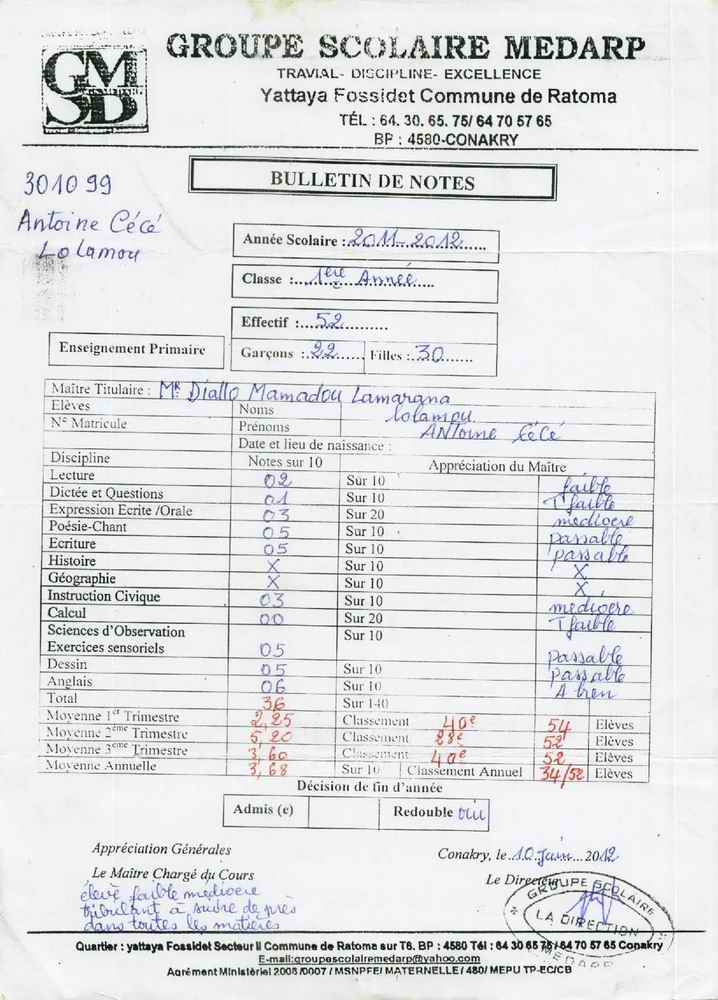 GMSD
GROUPE SCOLAIRE MEDARP
TRAVIAL- DISCIPLINE- EXCELLENCE
Yattaya Fossidet Commune de Ratoma
TÉL : 64. 30. 65. 75/ 64 70 57 65
BP : 4580-CONAKRY
301099
BULLETIN DE NOTES
Antoine Cécé
Lolamou
Année Scolaire : 2011-2012
Classe : 1ère Année
Effectif : 52
Enseignement Primaire
Garçons : 22 Filles : 30
Maître Titulaire : Mr Diallo Mamadou Lamarana
Elèves Noms Lolamou
N° Matricule Prénoms ANtoine Cécé
Date et lieu de naissance :
Discipline Notes sur 10 Appréciation du Maître
Lecture 02 Sur 10 faible
Dictée et Questions 01 Sur 10 T faible
Expression Ecrite /Orale 03 Sur 20 mediocre
Poésie-Chant 05 Sur 10 passable
Ecriture 05 Sur 10 passable
Histoire X Sur 10 X
Géographie X Sur 10 X
Instruction Civique 03 Sur 10 mediocre
Calcul 00 Sur 20 T faible
Sciences d'Observation Sur 10
Exercices sensoriels 05 passable
Dessin 05 Sur 10 passable
Anglais 06 Sur 10 A bien
Total 36 Sur 140
Moyenne 1er Trimestre 2,25 Classement 40e 54 Elèves
Moyenne 2ème Trimestre 5,20 Classement 28e 52 Elèves
Moyenne 3ème Trimestre 3,60 Classement 40e 52 Elèves
Moyenne Annuelle 3,68 Sur 10 Classement Annuel 34/52 Elèves
Décision de fin d'année
Admis (e) Redouble oui
Appréciation Générales
Conakry, le 10 Juin 2012
Le Maître Chargé du Cours
Le Directeur
élève faible mediocre
à suivre de près
dans toutes les matières
GROUPE SCOLAIRE
LA DIRECTION
MEDARP
Quartier : yattaya Fossidet Secteur II Commune de Ratoma sur T6. BP : 4580 Tél : 64 30 65 75/ 64 70 57 65 Conakry
E-mail:groupescolairemedarp@yahoo.com
Agrément Ministériel 2008 /0007 / MSNPFE/ MATERNELLE / 480/ MEPU TP-EC/CB